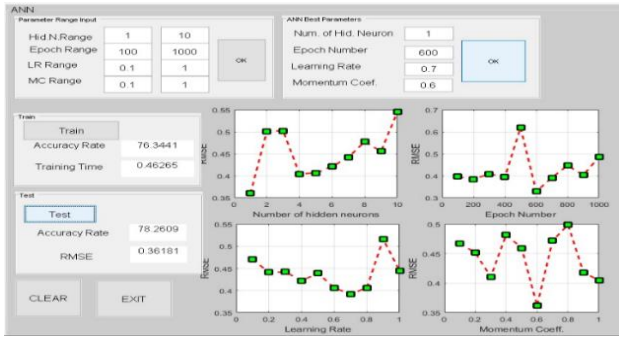 ANN
Parameter Range Input
Hid.N.Range 1 10
Epoch Range 100 1000
LR Range 0.1 1
MC Range 0.1 1
OK
ANN Best Parameters
Num. of Hid. Neuron 1
Epoch Number 600
Learning Rate 0.7
Momentum Coef. 0.6
OK
Train
Train
Accuracy Rate 76.3441
Training Time 0.46265
Test
Test
Accuracy Rate 78.2609
RMSE 0.36181
CLEAR EXIT
0.55
0.5
0.45
0.4
0.35
RMSE
0 2 4 6 8 10
Number of hidden neurons
0.7
0.6
0.5
0.4
0.3
RMSE
0 200 400 600 800 1000
Epoch Number
0.55
0.5
0.45
0.4
0.35
RMSE
0 0.2 0.4 0.6 0.8 1
Learning Rate
0.5
0.45
0.4
0.35
RMSE
0 0.2 0.4 0.6 0.8 1
Momentum Coeff.